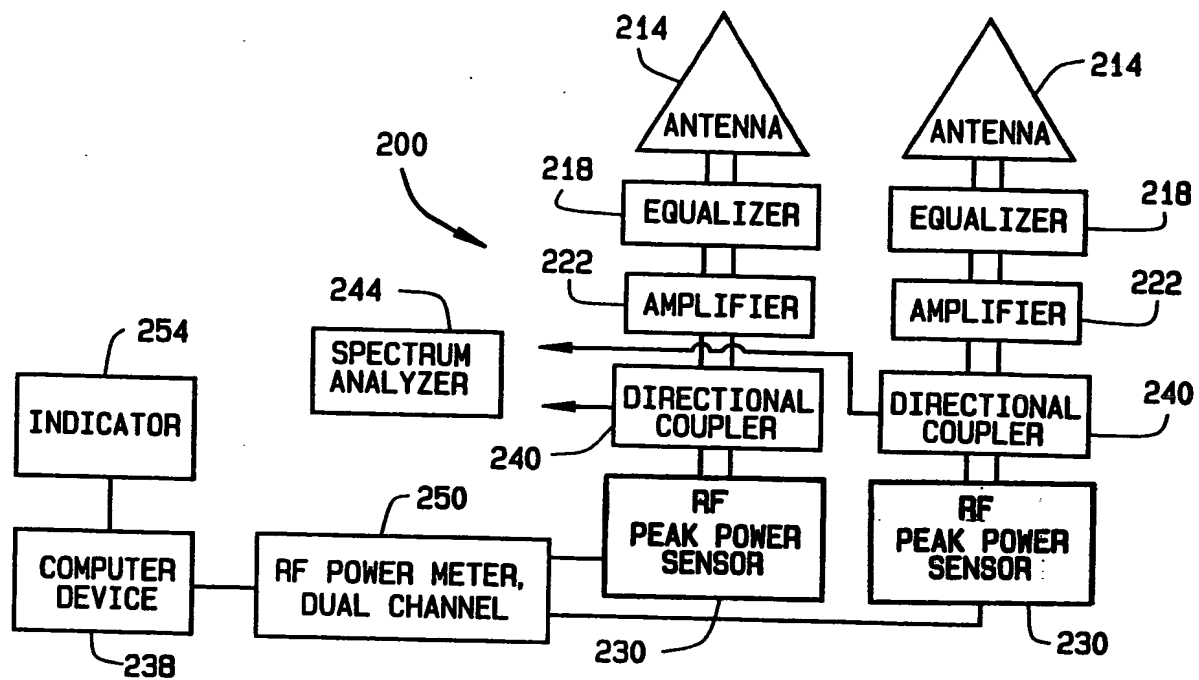 214
ANTENNA
214
ANTENNA
200
218
EQUALIZER
218
EQUALIZER
222
AMPLIFIER
222
AMPLIFIER
244
SPECTRUM
ANALYZER
254
INDICATOR
DIRECTIONAL
COUPLER
240
DIRECTIONAL
COUPLER
240
250
RF
PEAK POWER
SENSOR
230
RF
PEAK POWER
SENSOR
230
COMPUTER
DEVICE
238
RF POWER METER,
DUAL CHANNEL